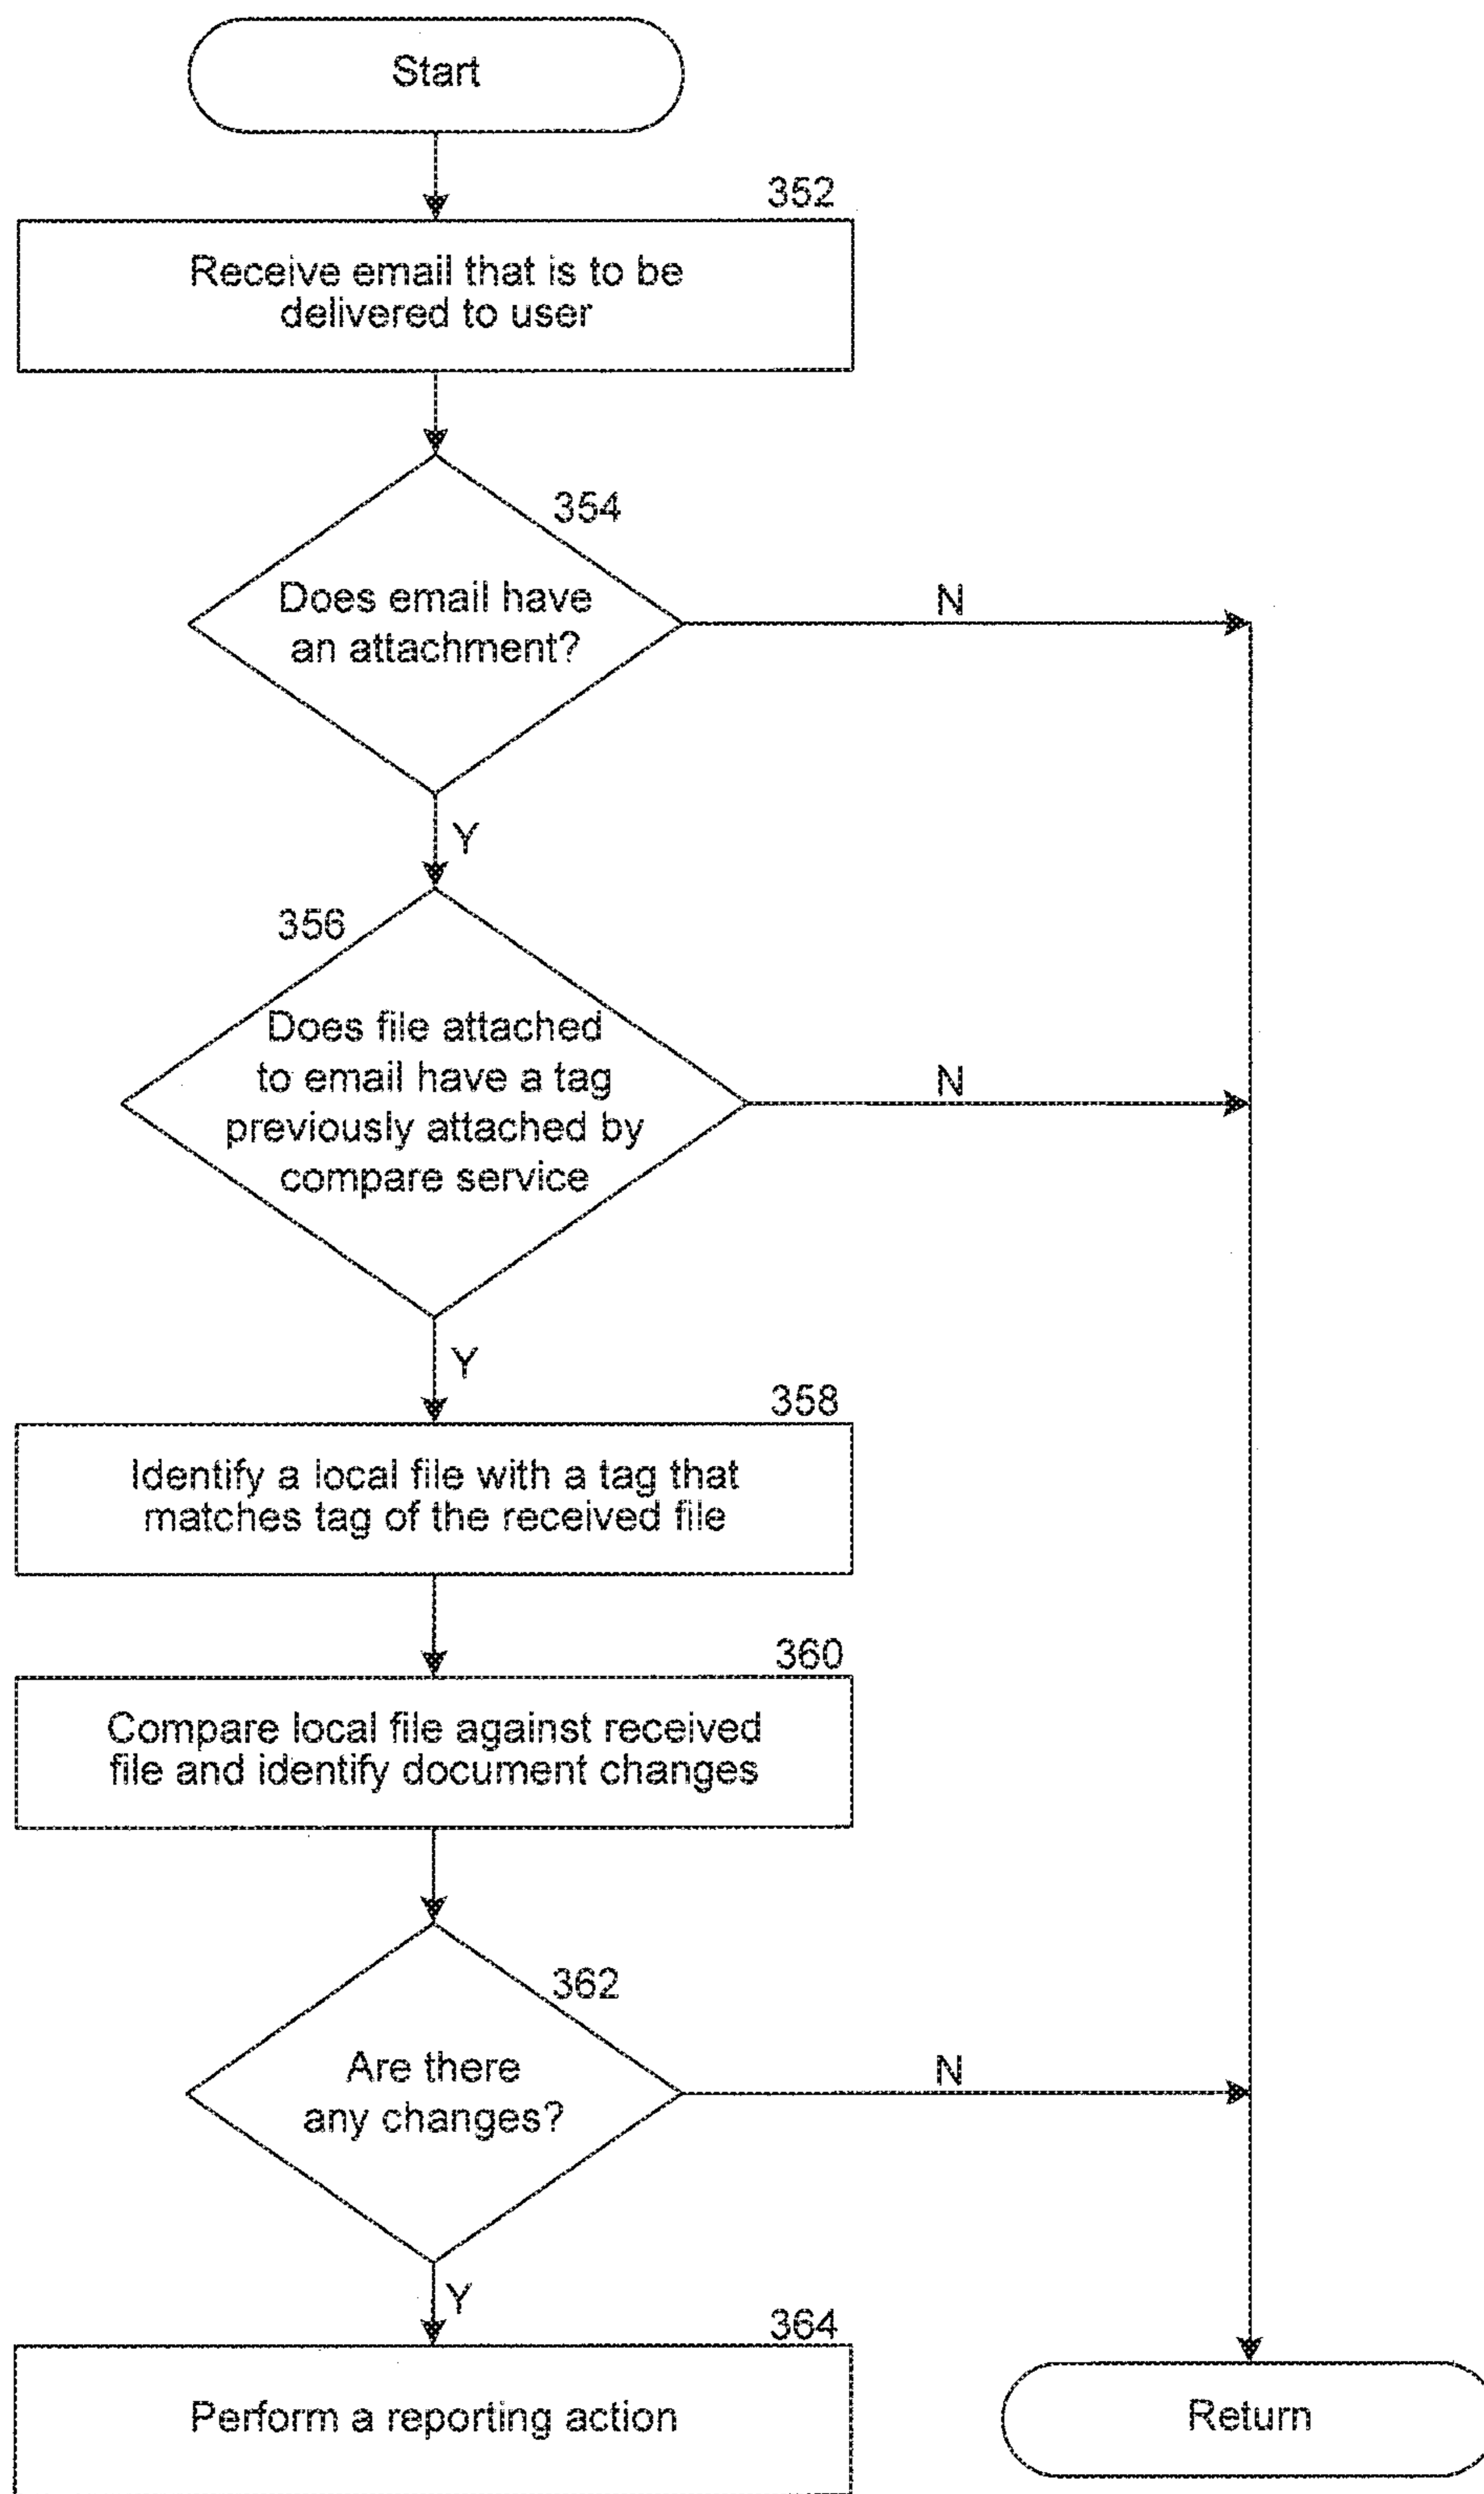 Start
352
Receive email that is to be
delivered to user
354
Does email have
an attachment?
N
Y
356
Does file attached
to email have a tag
previously attached by
compare service
N
Y
358
Identify a local file with a tag that
matches tag of the received file
360
Compare local file against received
file and identify document changes
362
Are there
any changes?
N
Y
364
Perform a reporting action
Return